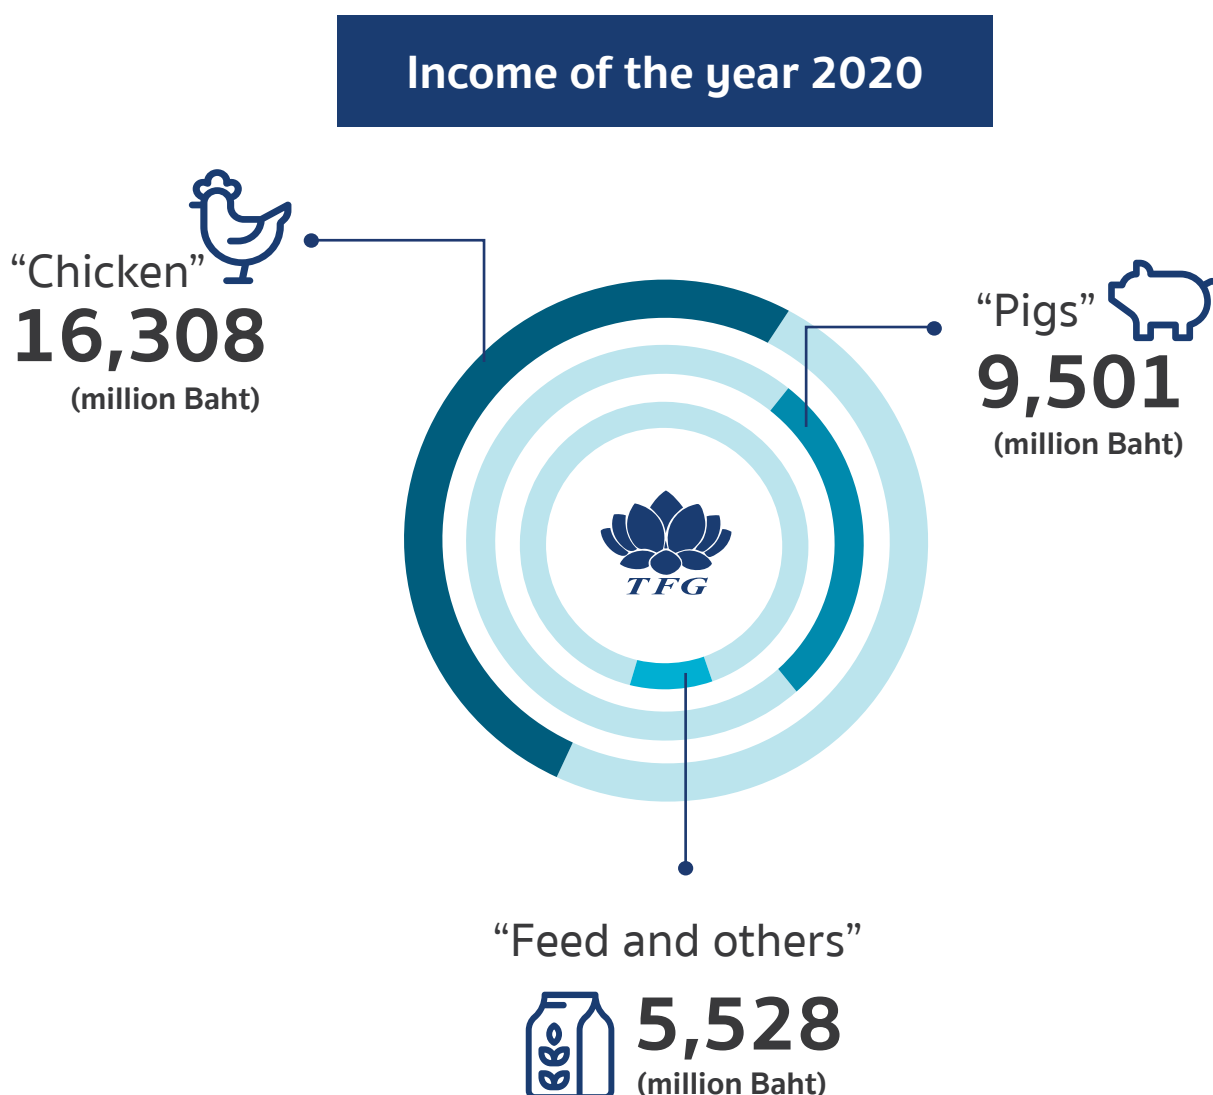 Income of the year 2020
“Chicken”
16,308
(million Baht)
“Pigs”
9,501
(million Baht)
TFG
“Feed and others”
5,528
(million Baht)